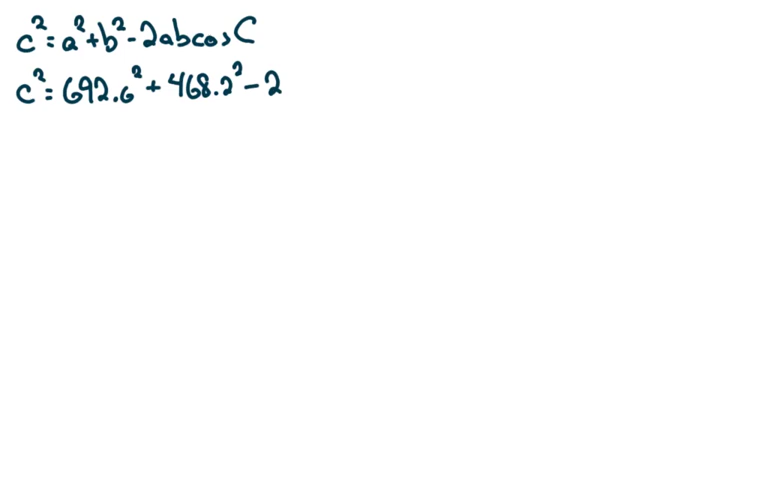 c² = a² + b² - 2abcosC
c² = 692.6² + 468.2² - 2